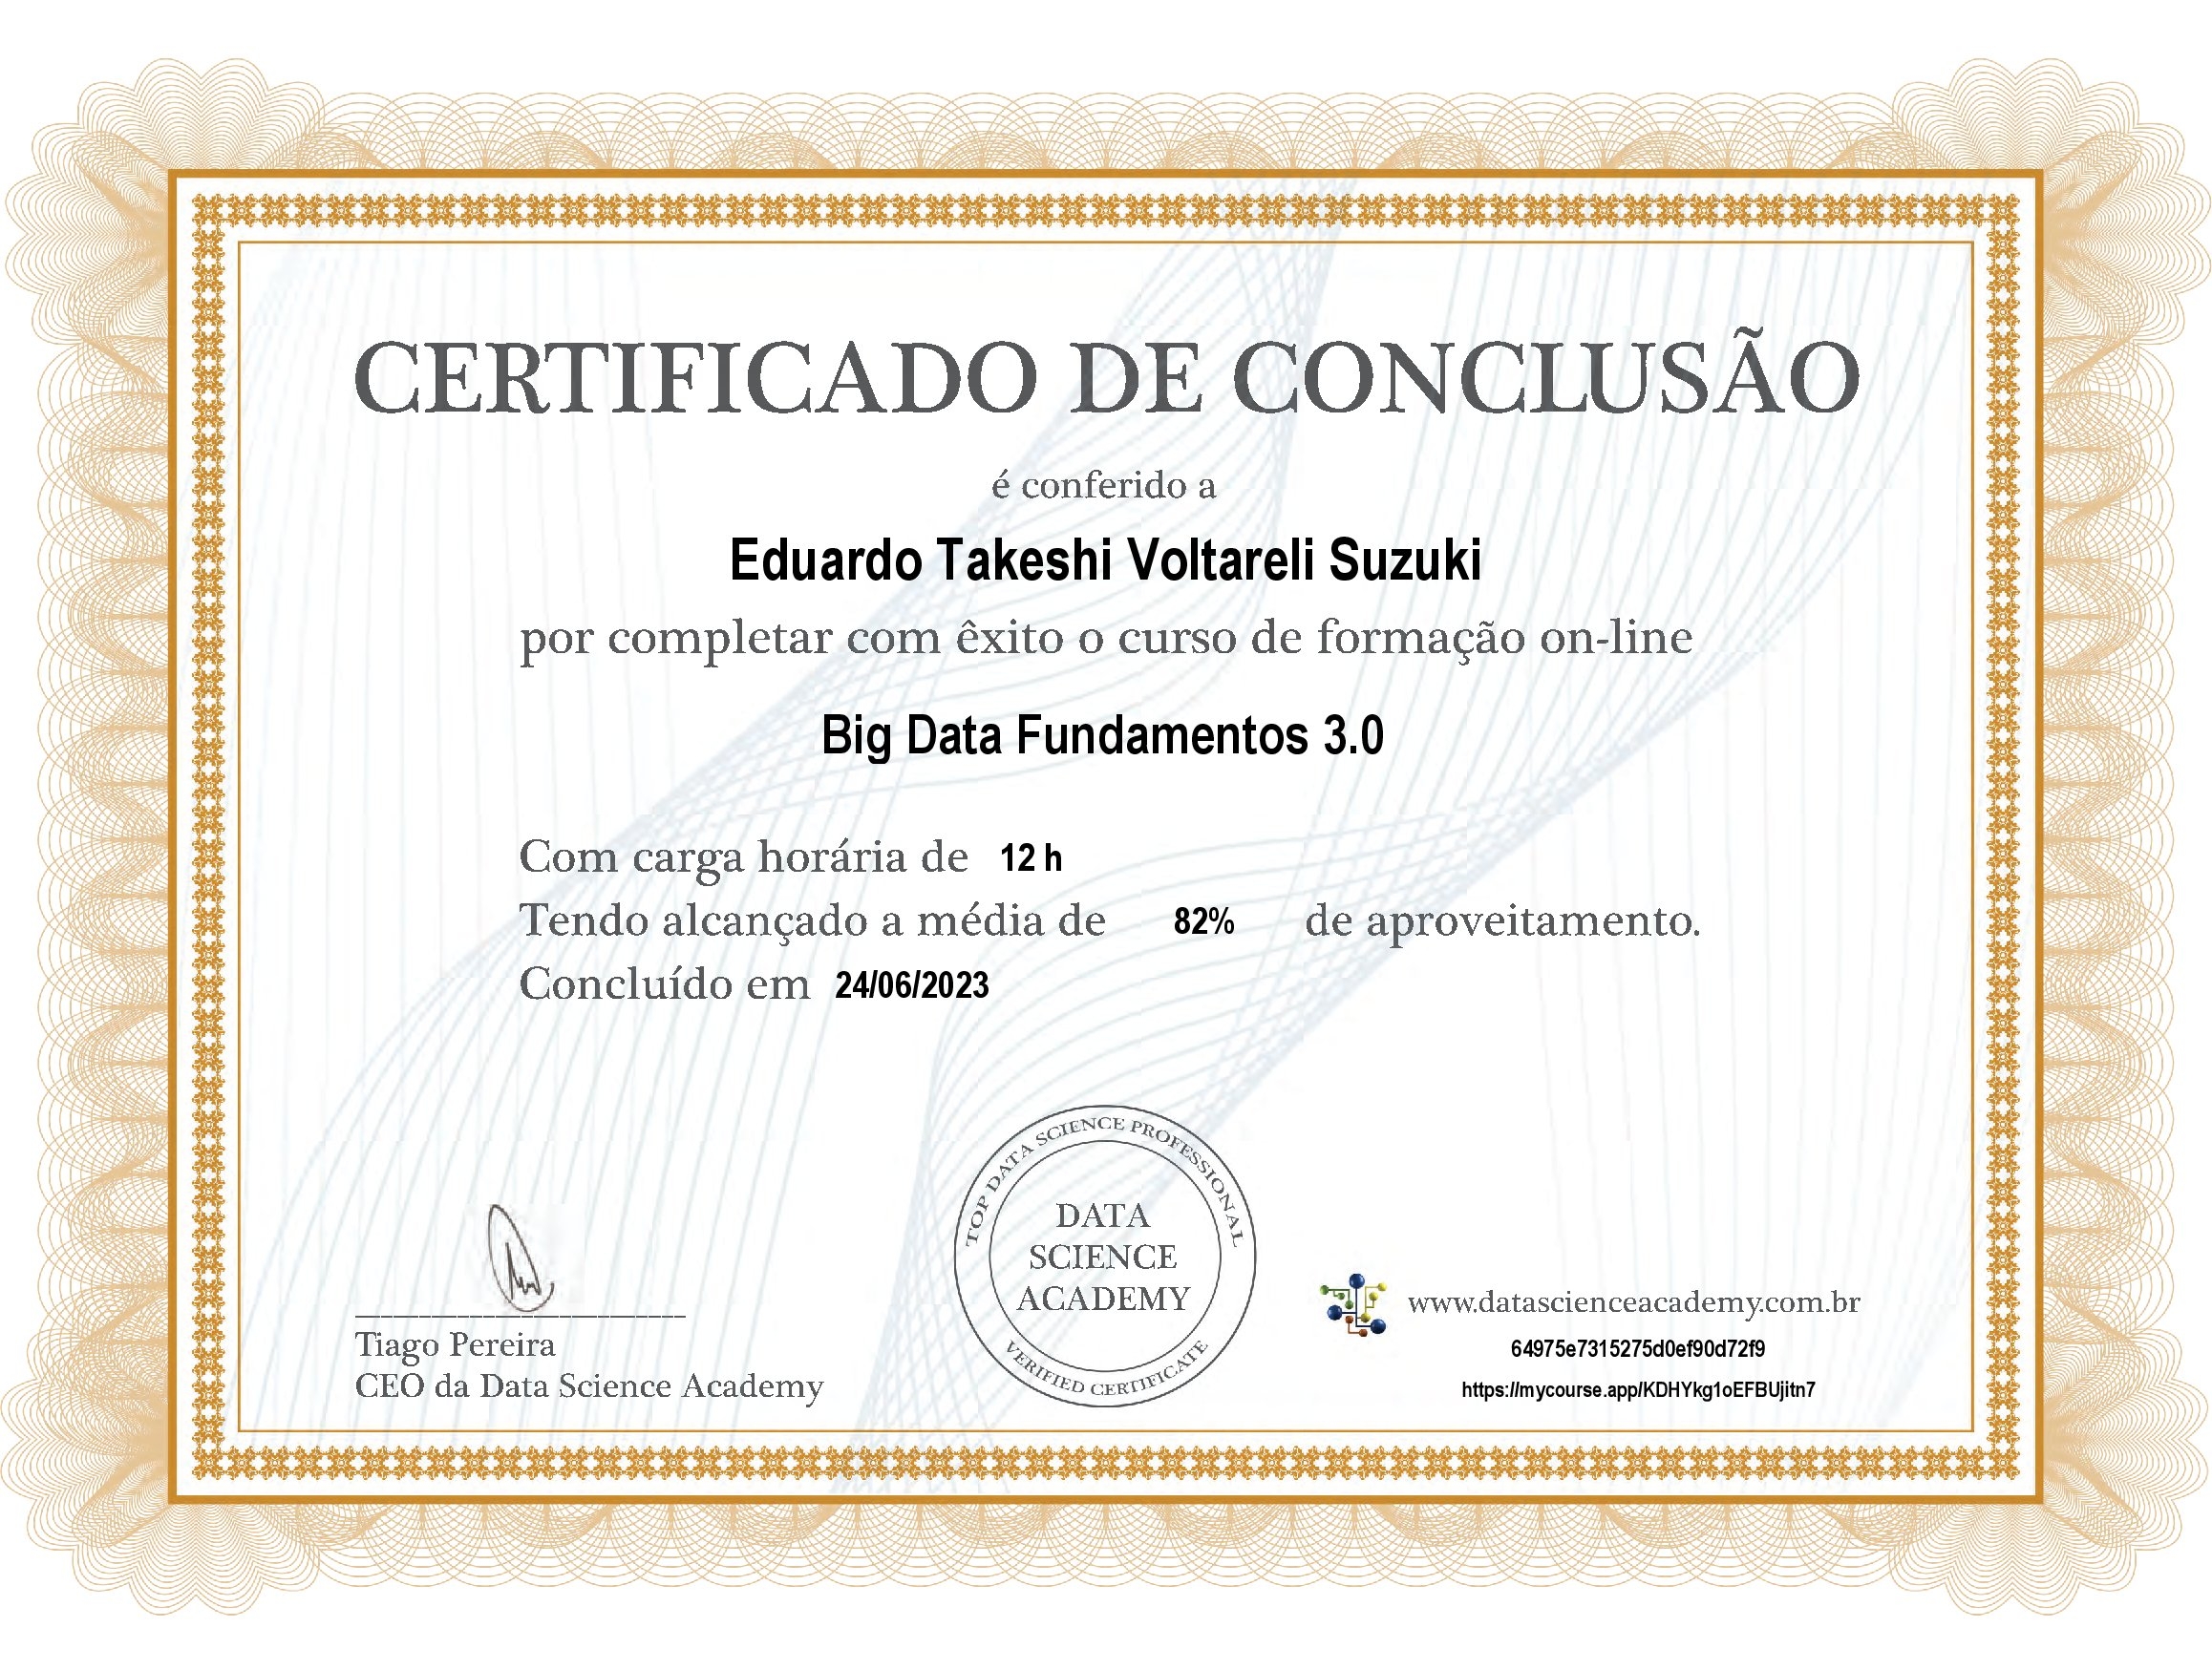 CERTIFICADO DE CONCLUSÃO
é conferido a
Eduardo Takeshi Voltareli Suzuki
por completar com êxito o curso de formação on-line
Big Data Fundamentos 3.0
Com carga horária de 12 h
Tendo alcançado a média de 82% de aproveitamento.
Concluído em 24/06/2023
Tiago Pereira
CEO da Data Science Academy
TOP DATA SCIENCE PROFESSIONAL
DATA
SCIENCE
ACADEMY
VERIFIED CERTIFICATE
www.datascienceacademy.com.br
64975e7315275d0ef90d72f9
https://mycourse.app/KDHYkg1oEFBUjitn7